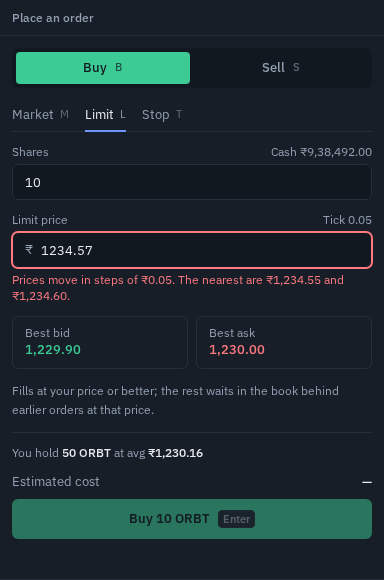 Place an order
Buy B Sell S
Market M Limit L Stop T
Shares Cash ₹9,38,492.00
10
Limit price Tick 0.05
₹ 1234.57
Prices move in steps of ₹0.05. The nearest are ₹1,234.55 and
₹1,234.60.
Best bid Best ask
1,229.90 1,230.00
Fills at your price or better; the rest waits in the book behind
earlier orders at that price.
You hold 50 ORBT at avg ₹1,230.16
Estimated cost –
Buy 10 ORBT Enter